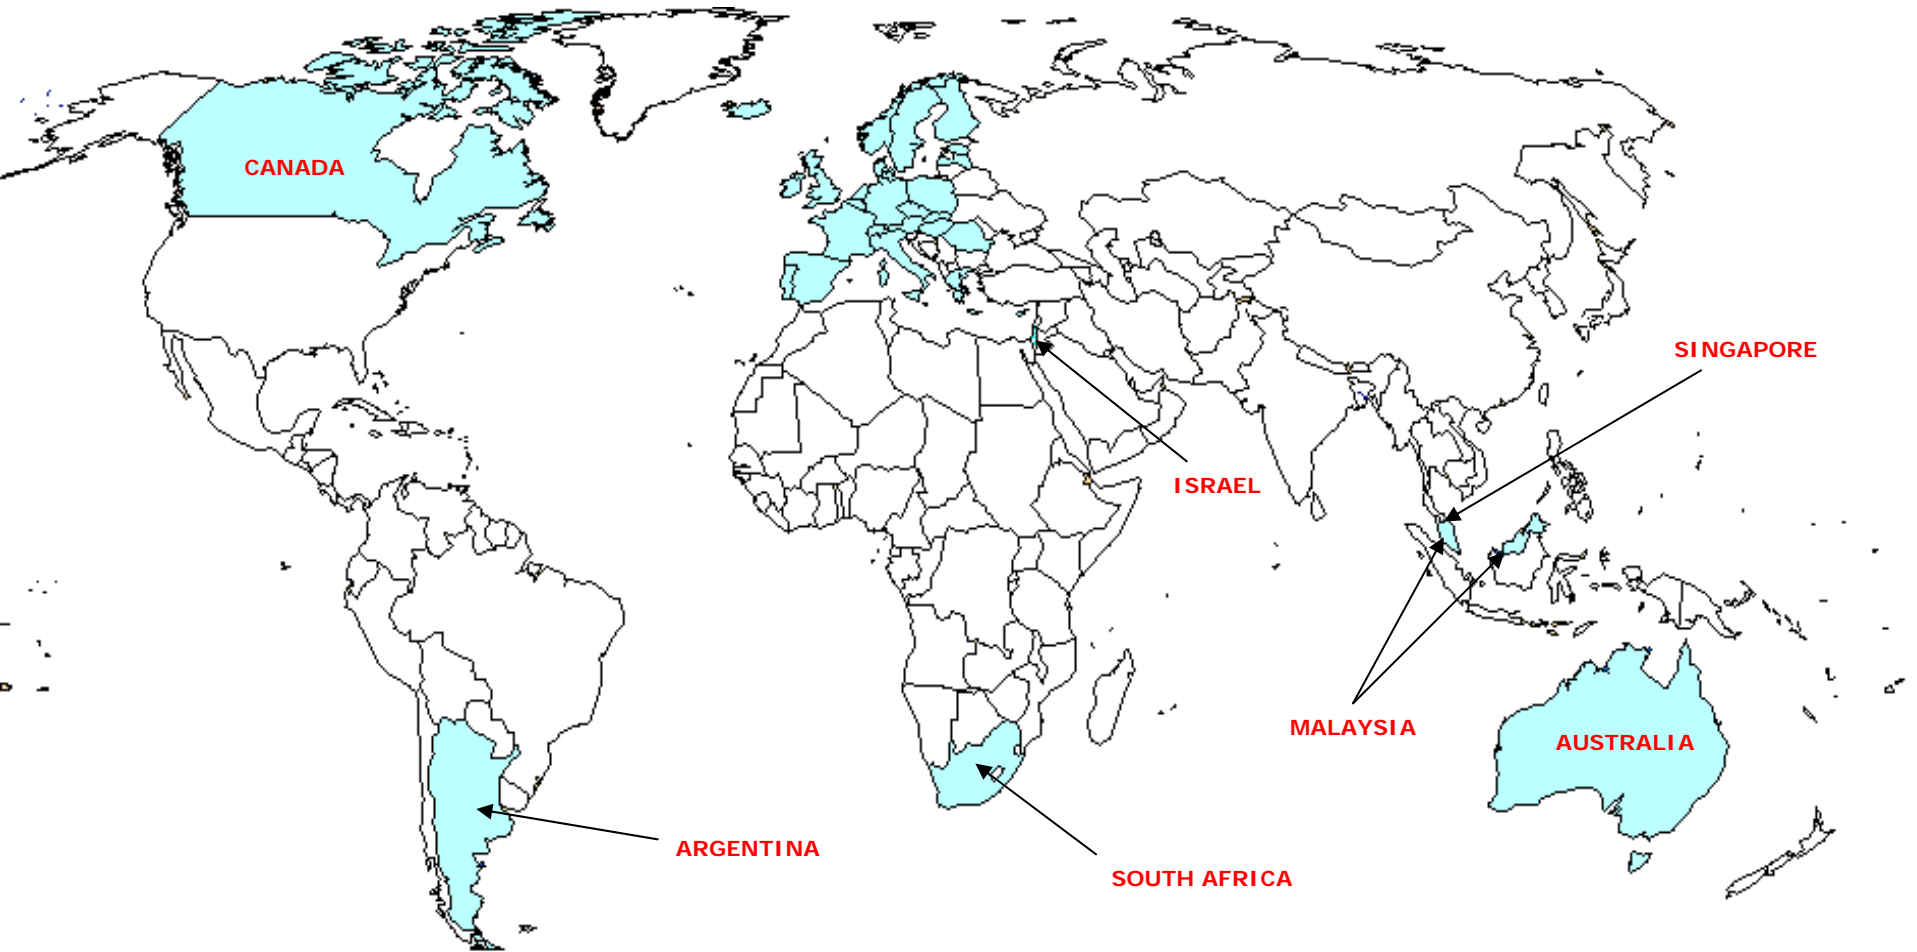 CANADA
SINGAPORE
ISRAEL
MALAYSIA
AUSTRALIA
ARGENTINA
SOUTH AFRICA